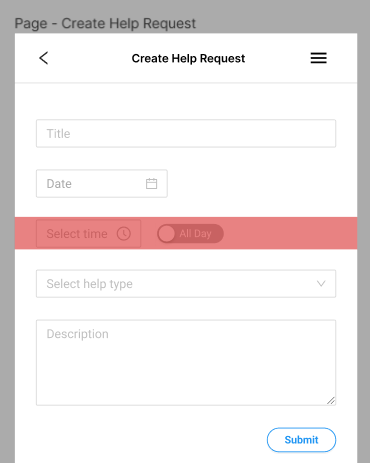 Page - Create Help Request
Create Help Request
Title
Date
Select time All Day
Select help type
Description
Submit